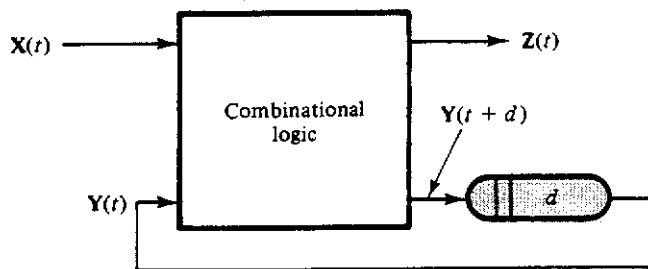 X(t)
Z(t)
Combinational
logic
Y(t + d)
Y(t)
d